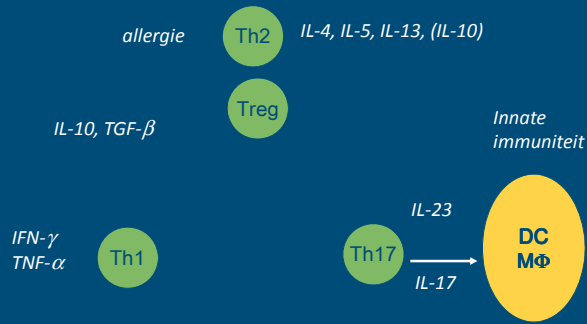 allergie
Th2
IL-4, IL-5, IL-13, (IL-10)
Treg
IL-10, TGF-β
Innate
immuniteit
IFN-γ
TNF-α
Th1
Th17
IL-23
IL-17
DC
MΦ